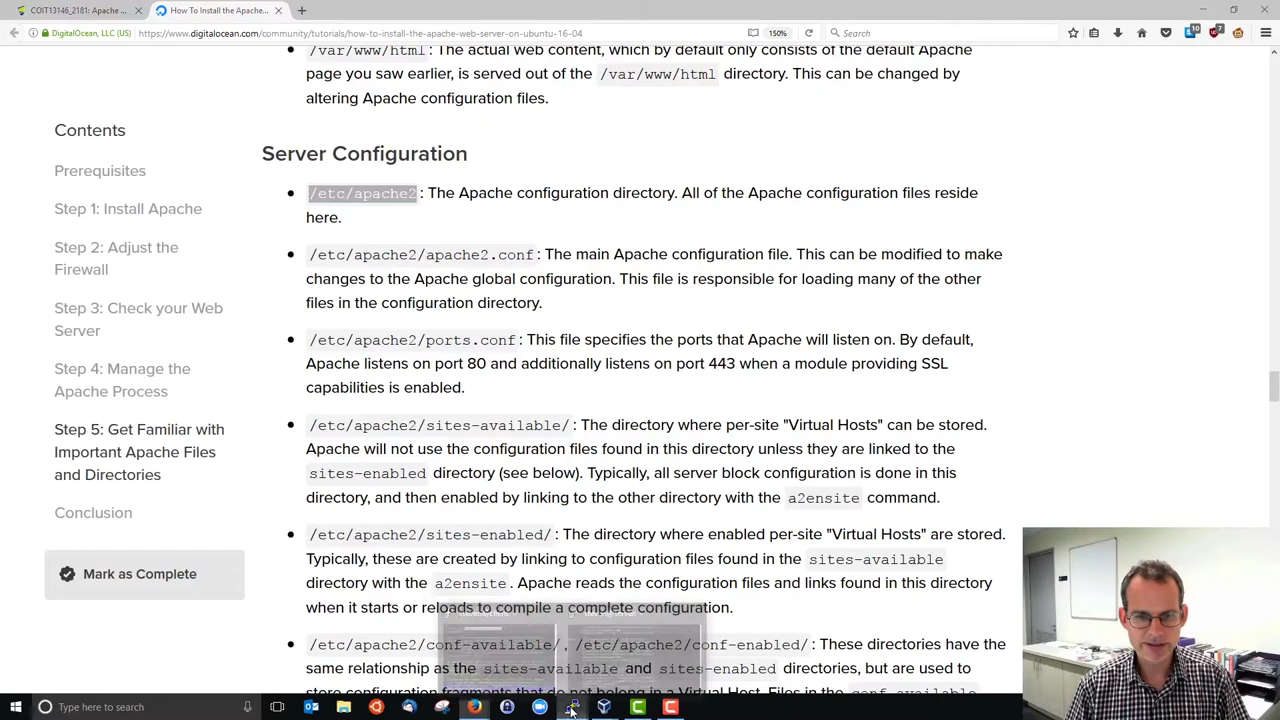 COIT13146_2181: Apache ...
How To Install the Apache...
DigitalOcean, LLC (US)
https://www.digitalocean.com/community/tutorials/how-to-install-the-apache-web-server-on-ubuntu-16-04
150%
Search
10
7
/var/www/html: The actual web content, which by default only consists of the default Apache
page you saw earlier, is served out of the /var/www/html directory. This can be changed by
altering Apache configuration files.
Contents
Prerequisites
Step 1: Install Apache
Step 2: Adjust the
Firewall
Step 3: Check your Web
Server
Step 4: Manage the
Apache Process
Step 5: Get Familiar with
Important Apache Files
and Directories
Conclusion
Mark as Complete
Server Configuration
/etc/apache2: The Apache configuration directory. All of the Apache configuration files reside
here.
/etc/apache2/apache2.conf: The main Apache configuration file. This can be modified to make
changes to the Apache global configuration. This file is responsible for loading many of the other
files in the configuration directory.
/etc/apache2/ports.conf: This file specifies the ports that Apache will listen on. By default,
Apache listens on port 80 and additionally listens on port 443 when a module providing SSL
capabilities is enabled.
/etc/apache2/sites-available/: The directory where per-site "Virtual Hosts" can be stored.
Apache will not use the configuration files found in this directory unless they are linked to the
sites-enabled directory (see below). Typically, all server block configuration is done in this
directory, and then enabled by linking to the other directory with the a2ensite command.
/etc/apache2/sites-enabled/: The directory where enabled per-site "Virtual Hosts" are stored.
Typically, these are created by linking to configuration files found in the sites-available
directory with the a2ensite. Apache reads the configuration files and links found in this directory
when it starts or reloads to compile a complete configuration.
/etc/apache2/conf-available/, /etc/apache2/conf-enabled/: These directories have the
same relationship as the sites-available and sites-enabled directories, but are used to
store configuration fragments that do not belong in a Virtual Host. Files in the conf-available
Type here to search